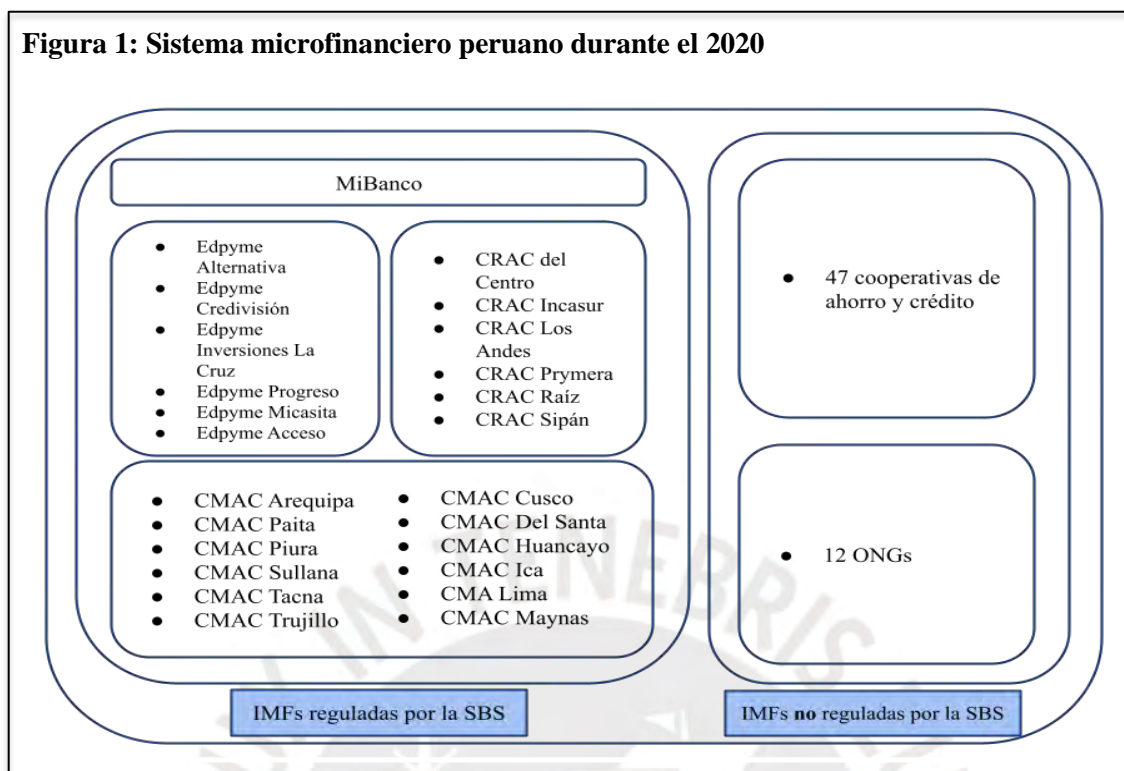 Figura 1: Sistema microfinanciero peruano durante el 2020
MiBanco
● Edpyme
Alternativa
● Edpyme
Credivisión
● Edpyme
Inversiones La
Cruz
● Edpyme Progreso
● Edpyme Micasita
● Edpyme Acceso
● CRAC del
Centro
● CRAC Incasur
● CRAC Los
Andes
● CRAC Prymera
● CRAC Raíz
● CRAC Sipán
● CMAC Arequipa
● CMAC Paita
● CMAC Piura
● CMAC Sullana
● CMAC Tacna
● CMAC Trujillo
● CMAC Cusco
● CMAC Del Santa
● CMAC Huancayo
● CMAC Ica
● CMA Lima
● CMAC Maynas
IMFs reguladas por la SBS
● 47 cooperativas de
ahorro y crédito
● 12 ONGs
IMFs no reguladas por la SBS
IN TENEBRIS